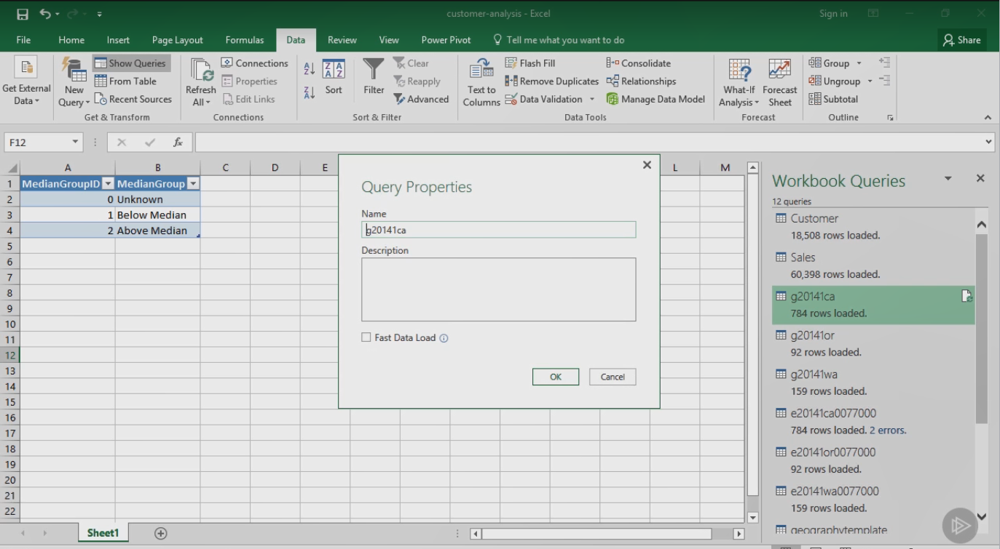 customer-analysis - Excel
Sign in
File Home Insert Page Layout Formulas Data Review View Power Pivot Tell me what you want to do Share
Get External Data
New Query
Show Queries
From Table
Recent Sources
Get & Transform
Refresh All
Connections
Properties
Edit Links
Connections
Sort
Filter
Clear
Reapply
Advanced
Sort & Filter
Text to Columns
Flash Fill
Remove Duplicates
Data Validation
Consolidate
Relationships
Manage Data Model
Data Tools
What-If Analysis
Forecast Sheet
Forecast
Group
Ungroup
Subtotal
Outline
F12
fx
A B C D E L M
1 MedianGroupID MedianGroup
2 0 Unknown
3 1 Below Median
4 2 Above Median
5
6
7
8
9
10
11
12
13
14
15
16
17
18
19
20
21
22
Sheet1
Query Properties
Name
g20141ca
Description
Fast Data Load
OK Cancel
Workbook Queries
12 queries
Customer
18,508 rows loaded.
Sales
60,398 rows loaded.
g20141ca
784 rows loaded.
g20141or
92 rows loaded.
g20141wa
159 rows loaded.
e20141ca0077000
784 rows loaded. 2 errors.
e20141or0077000
92 rows loaded.
e20141wa0077000
159 rows loaded.
geographytemplate